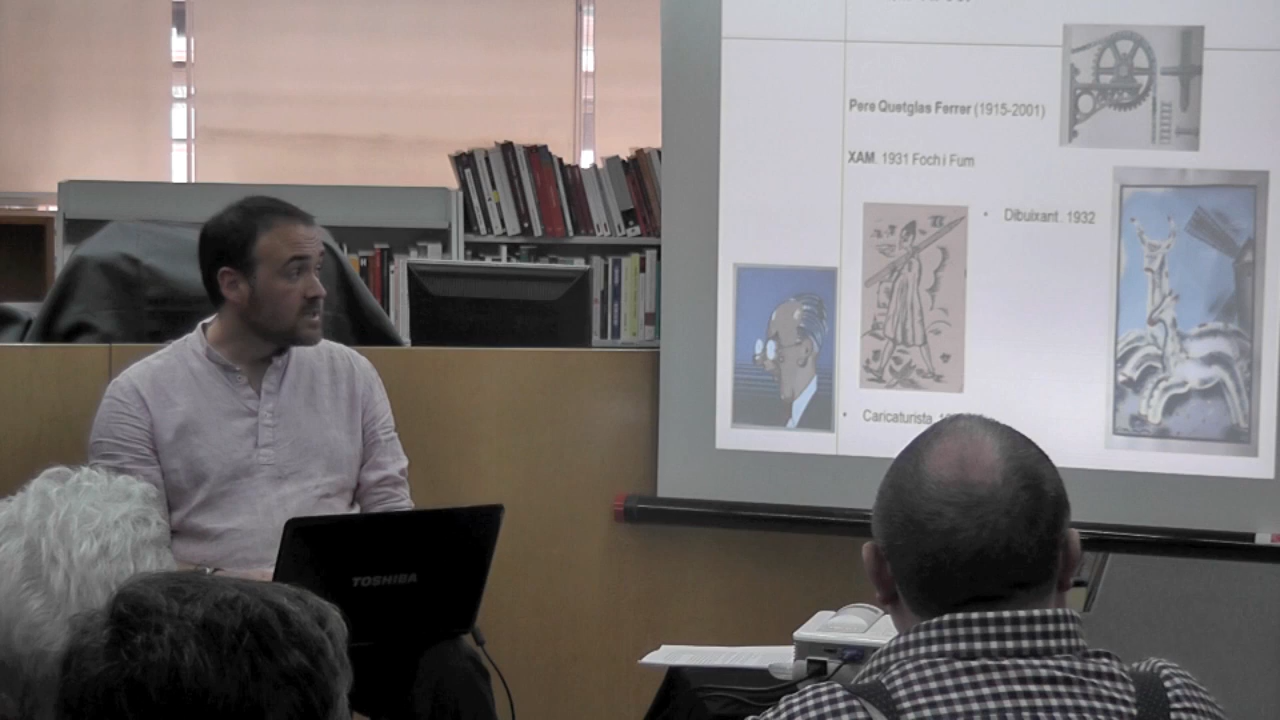 Pere Quetglas Ferrer (1915-2001)
XAM. 1931 Foch i Fum
• Dibuixant. 1932
• Caricaturista.
TOSHIBA